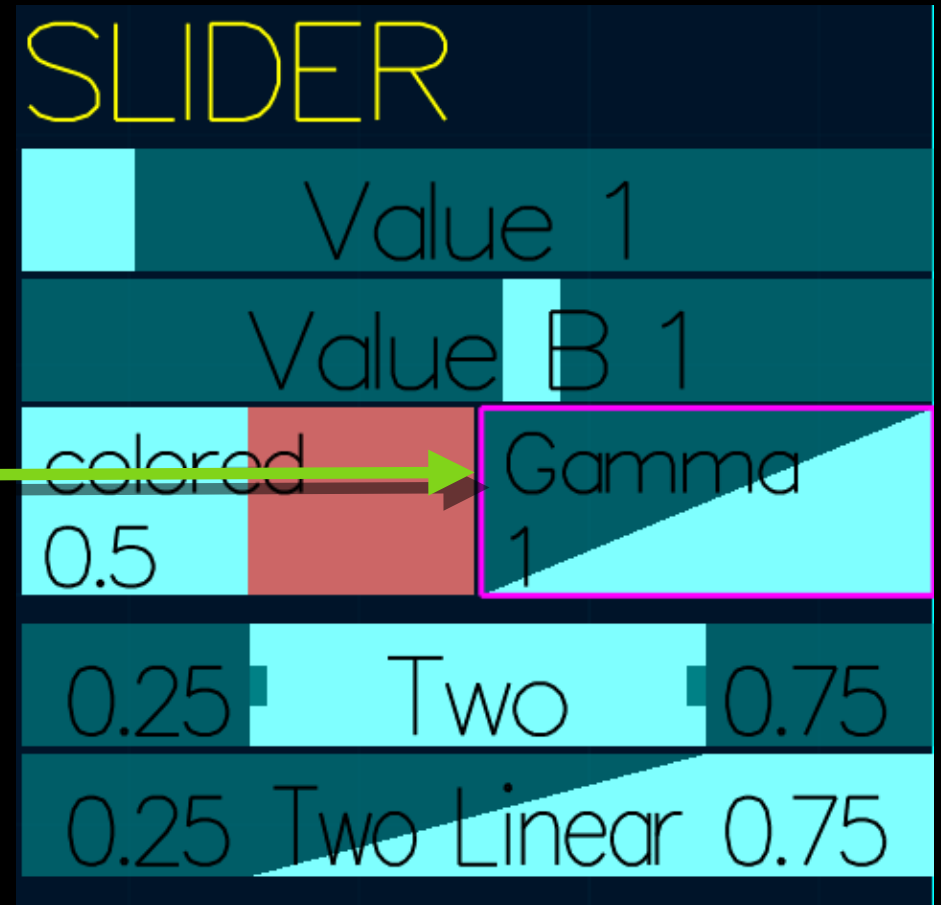 SLIDER
Value 1
Value B 1
colored
0.5
Gamma
1
0.25 Two 0.75
0.25 Two Linear 0.75